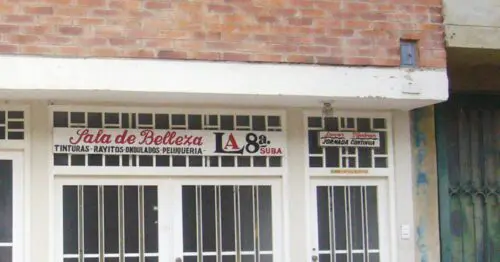 Sala de Belleza
TINTURAS - RAYITOS ONDULADOS PELUQUERIA
LA 8a.
SUBA
JORNADA CONTINUA